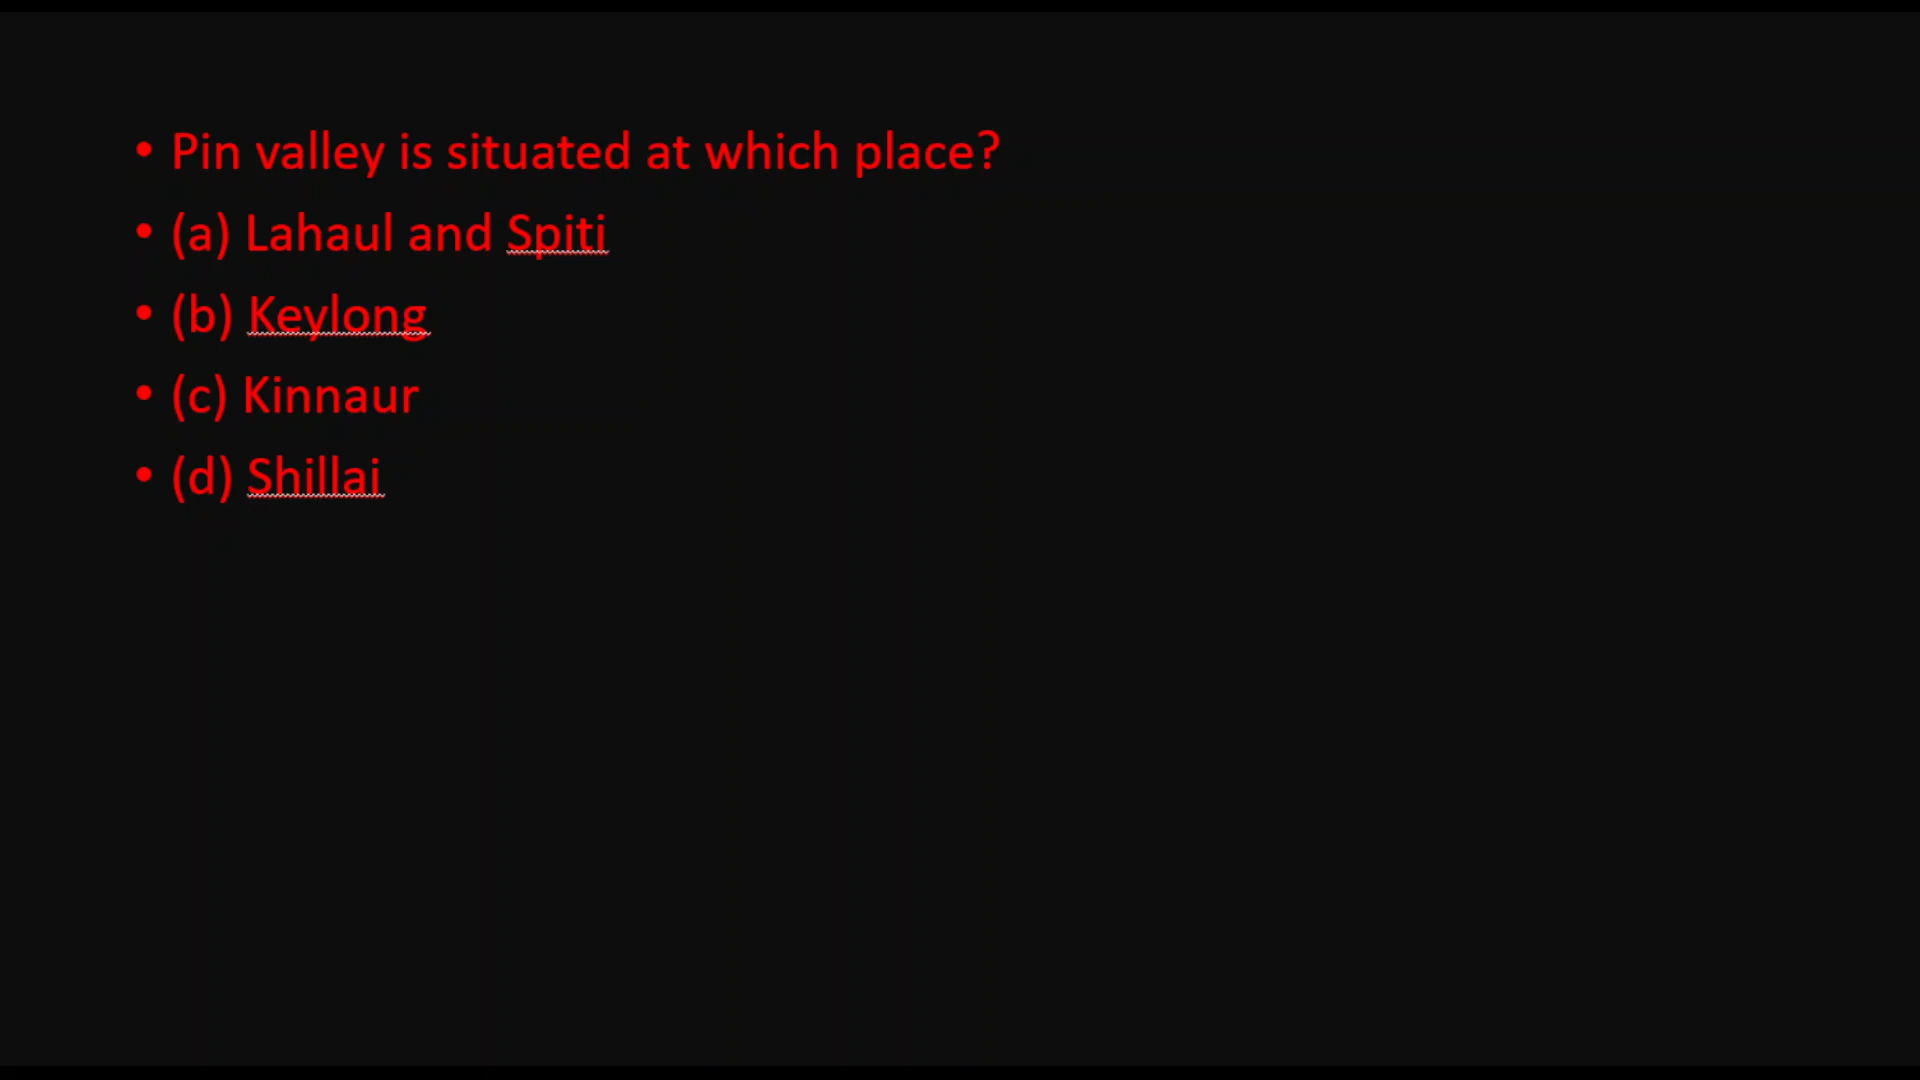 • Pin valley is situated at which place?
• (a) Lahaul and Spiti
• (b) Keylong
• (c) Kinnaur
• (d) Shillai